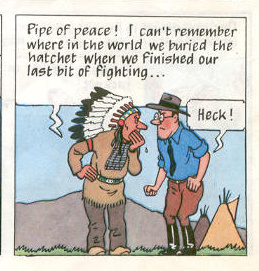 Pipe of peace! I can't remember
where in the world we buried the
hatchet when we finished our
last bit of fighting...
Heck!